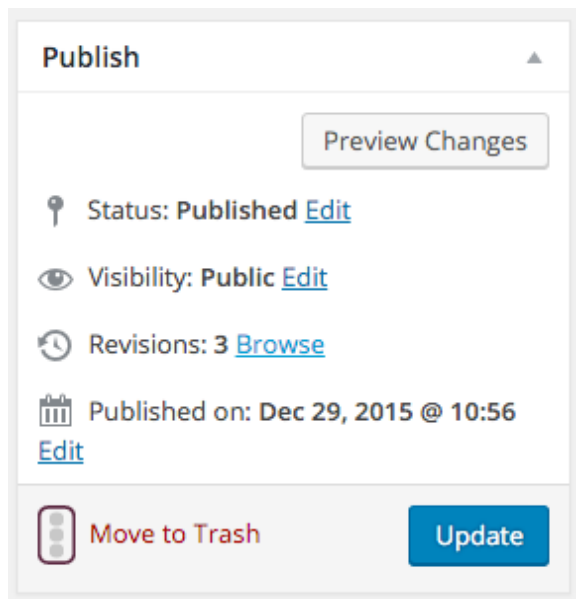 Publish
Preview Changes
Status: Published Edit
Visibility: Public Edit
Revisions: 3 Browse
Published on: Dec 29, 2015 @ 10:56
Edit
Move to Trash
Update